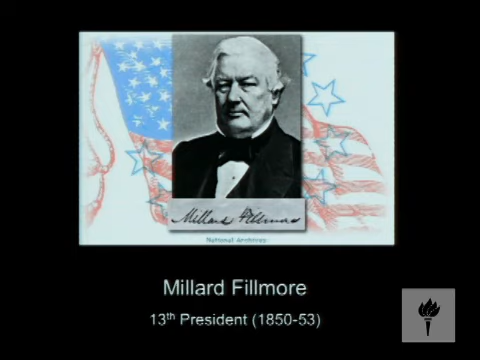 Millard Fillmore
National Archives
Millard Fillmore
13th President (1850-53)